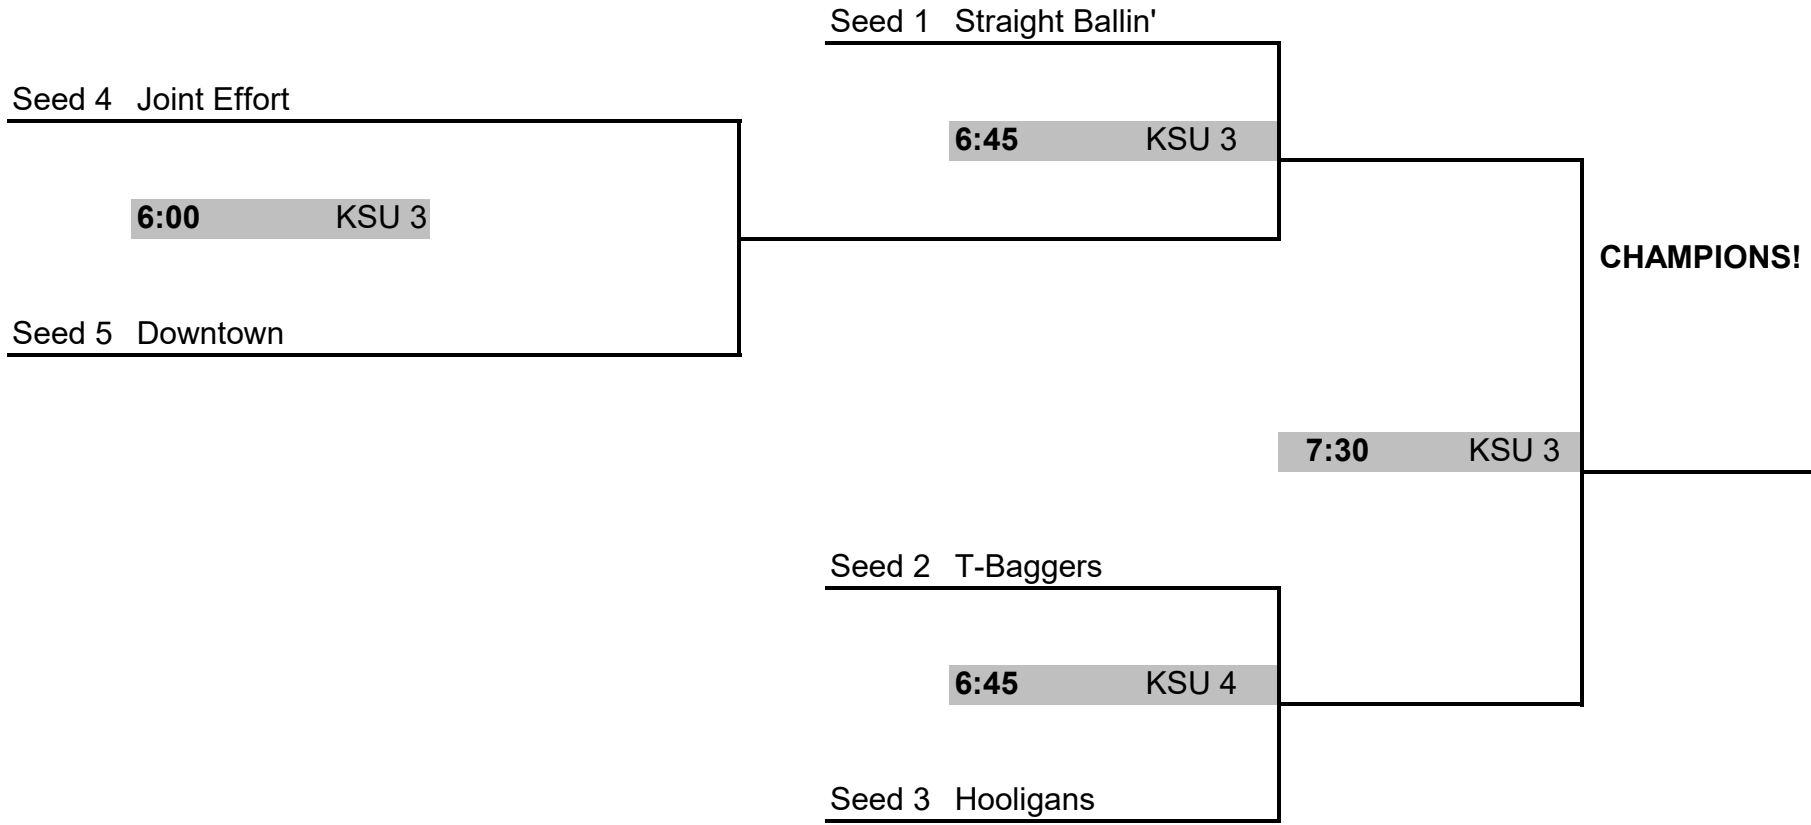 Seed 1 Straight Ballin'
Seed 4 Joint Effort
6:45 KSU 3
6:00 KSU 3
CHAMPIONS!
Seed 5 Downtown
7:30 KSU 3
Seed 2 T-Baggers
6:45 KSU 4
Seed 3 Hooligans